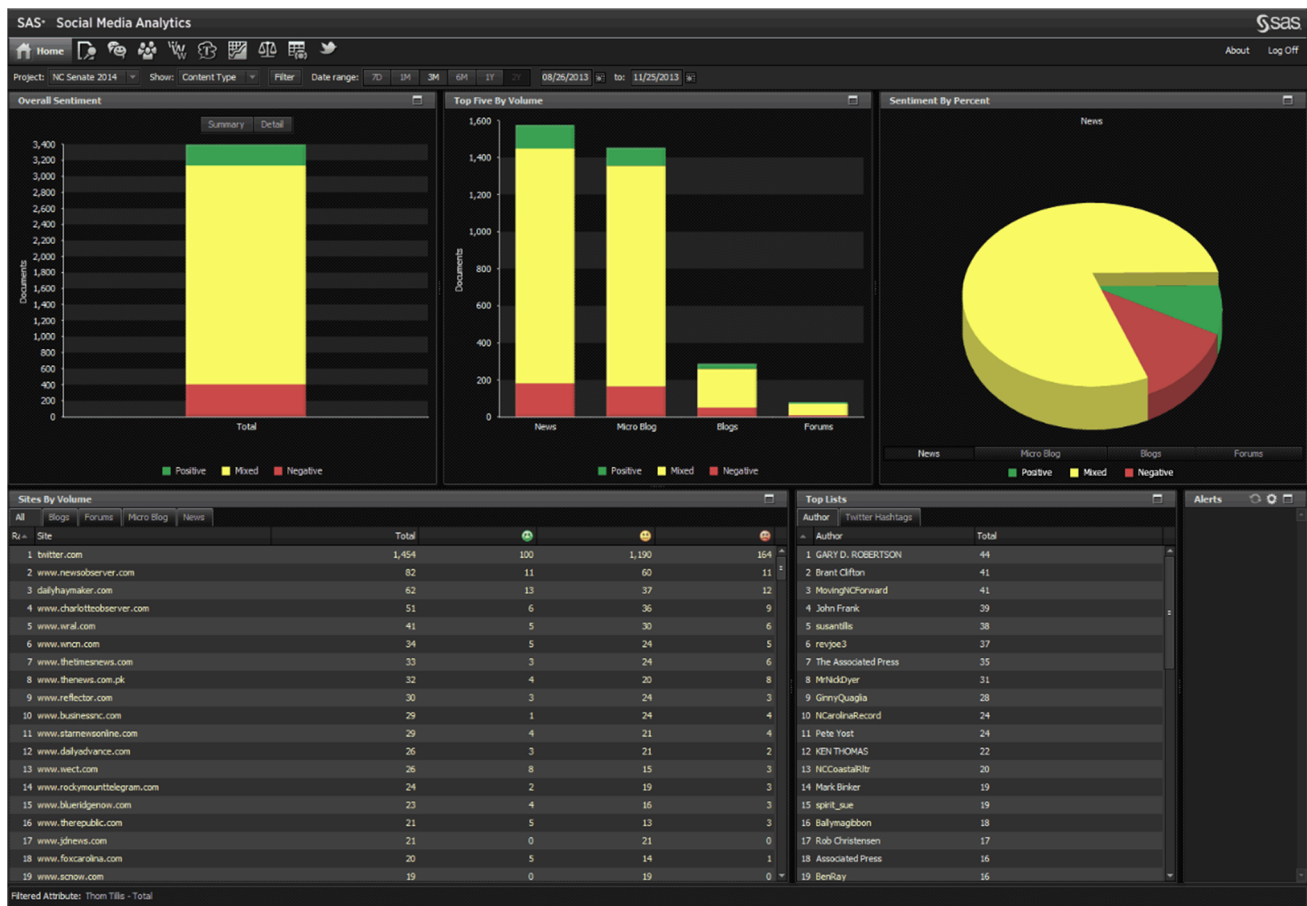 SAS® Social Media Analytics
sas
Home
About Log Off
Project: NC Senate 2014 Show: Content Type Filter Date range: 7D 1M 3M 6M 1Y 2Y 08/26/2013 to: 11/25/2013
Overall Sentiment
Summary Detail
3,400
3,200
3,000
2,800
2,600
2,400
2,200
2,000
1,800
1,600
1,400
1,200
1,000
800
600
400
200
0
Documents
Total
Positive Mixed Negative
Top Five By Volume
1,600
1,400
1,200
1,000
800
600
400
200
0
Documents
News Micro Blog Blogs Forums
Positive Mixed Negative
Sentiment By Percent
News
News Micro Blog Blogs Forums
Positive Mixed Negative
Sites By Volume
All Blogs Forums Micro Blog News
Site Total
1 twitter.com 1,454 100 1,190 164
2 www.newsobserver.com 82 11 60 11
3 dailyhaymaker.com 62 13 37 12
4 www.charlotteobserver.com 51 6 36 9
5 www.wral.com 41 5 30 6
6 www.wncn.com 34 5 24 5
7 www.thetimesnews.com 33 3 24 6
8 www.thenews.com.pk 32 4 20 8
9 www.reflector.com 30 3 24 3
10 www.businessnc.com 29 1 24 4
11 www.starnewsonline.com 29 4 21 4
12 www.dailyadvance.com 26 3 21 2
13 www.wect.com 26 8 15 3
14 www.rockymounttelegram.com 24 2 19 3
15 www.blueridgenow.com 23 4 16 3
16 www.therepublic.com 21 5 13 3
17 www.jdnews.com 21 0 21 0
18 www.foxcarolina.com 20 5 14 1
19 www.scnow.com 19 0 19 0
Top Lists
Author Twitter Hashtags
Author Total
1 GARY D. ROBERTSON 44
2 Brant Clifton 41
3 MovingNCForward 41
4 John Frank 39
5 susantillis 38
6 revjoe3 37
7 The Associated Press 35
8 MrNickDyer 31
9 GinnyQuaglia 28
10 NCarolinaRecord 24
11 Pete Yost 24
12 KEN THOMAS 22
13 NCCoastalRltr 20
14 Mark Binker 19
15 spirit_sue 19
16 Ballymagibbon 18
17 Rob Christensen 17
18 Associated Press 16
19 BenRay 16
Alerts
Filtered Attribute: Thom Tillis - Total